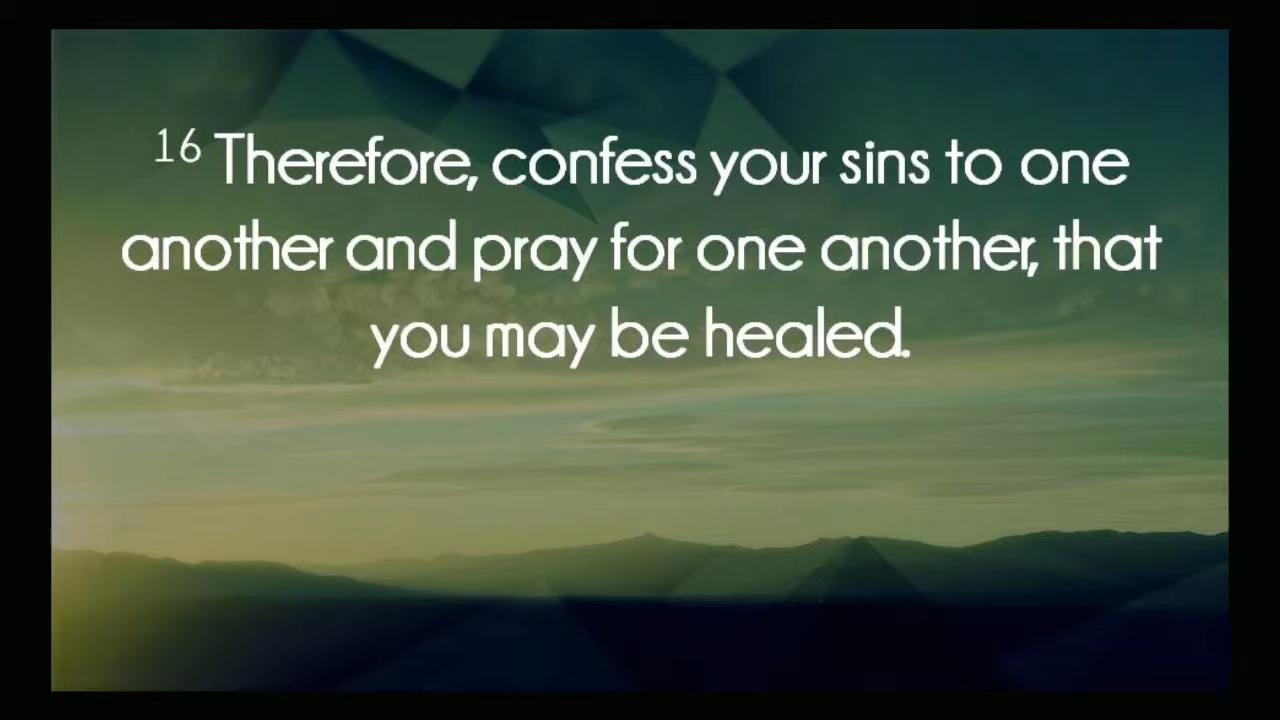 16 Therefore, confess your sins to one
another and pray for one another, that
you may be healed.